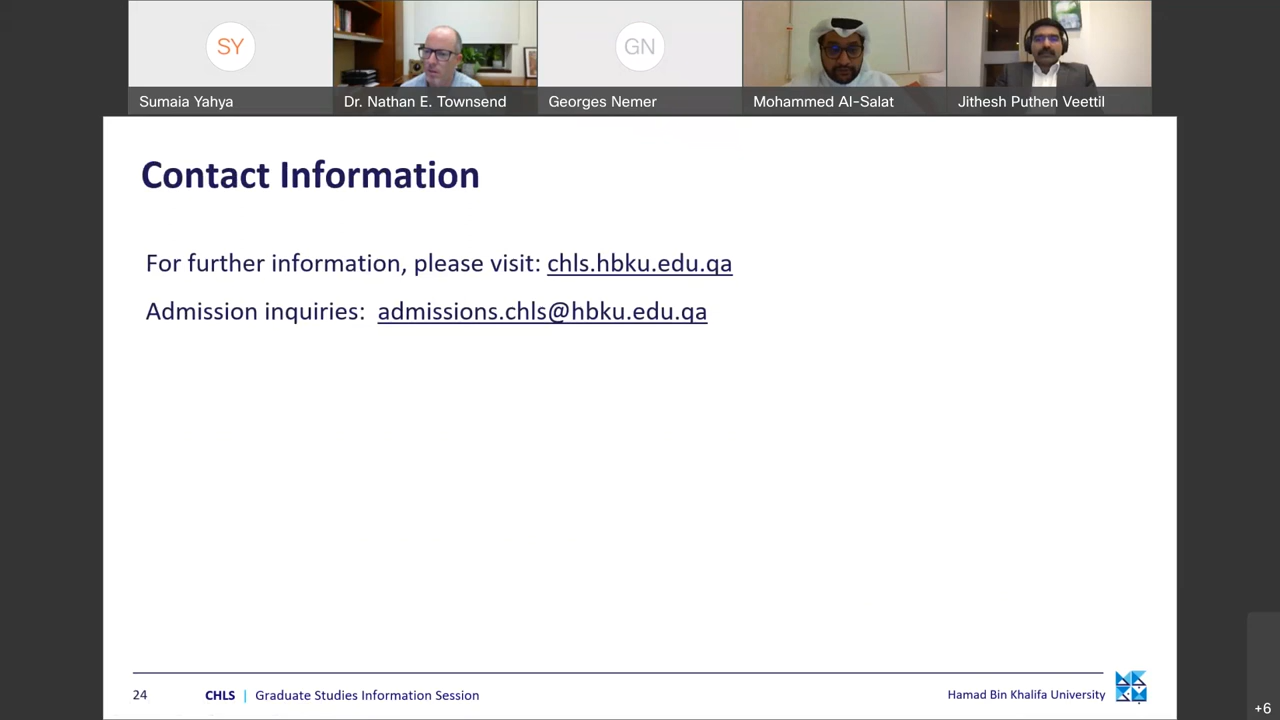 SY
GN
Sumaia Yahya
Dr. Nathan E. Townsend
Georges Nemer
Mohammed Al-Salat
Jithesh Puthen Veettil
Contact Information
For further information, please visit: chls.hbku.edu.qa
Admission inquiries: admissions.chls@hbku.edu.qa
24
CHLS | Graduate Studies Information Session
Hamad Bin Khalifa University
+6